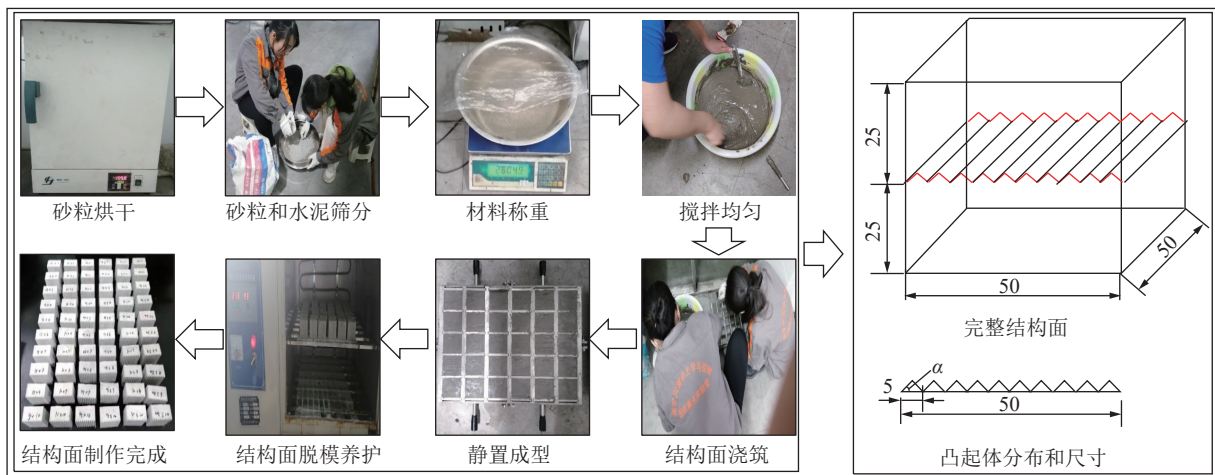 砂粒烘干
砂粒和水泥筛分
材料称重
搅拌均匀
结构面制作完成
结构面脱模养护
静置成型
结构面浇筑
25
25
50
50
完整结构面
α
5
50
凸起体分布和尺寸